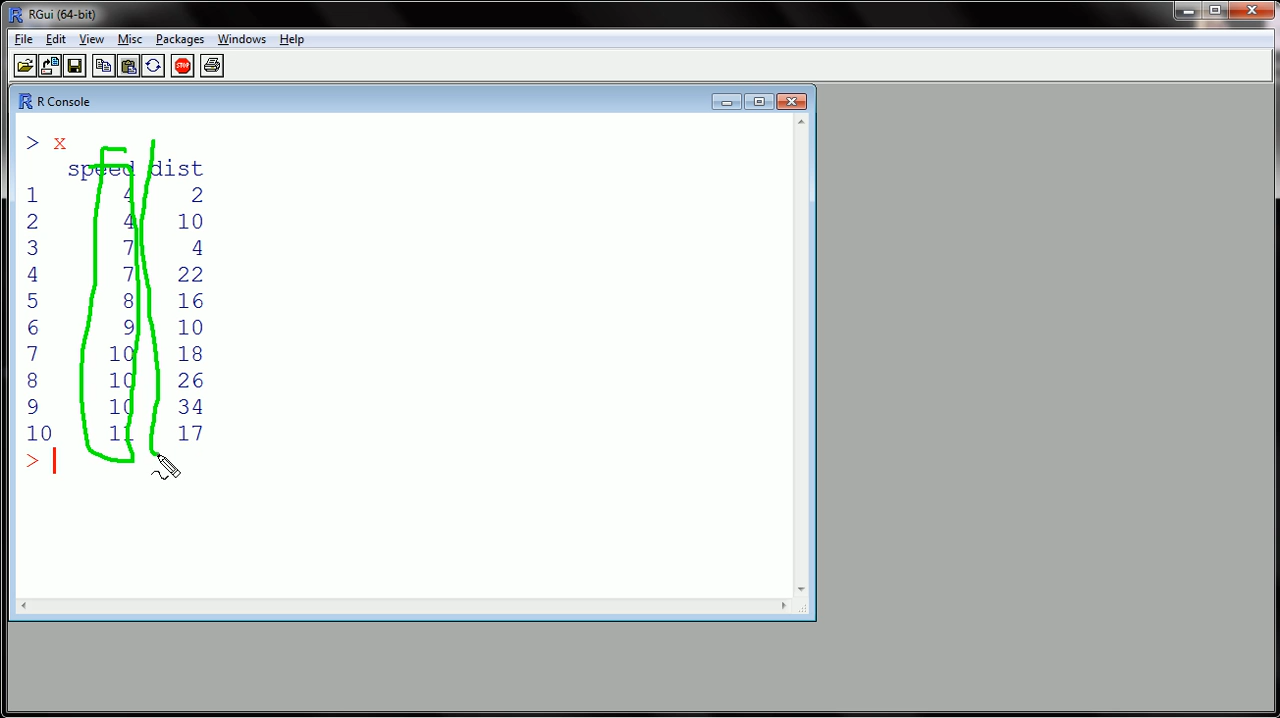 RGui (64-bit)
File Edit View Misc Packages Windows Help
STOP
R Console
> x
speed dist
1 4 2
2 4 10
3 7 4
4 7 22
5 8 16
6 9 10
7 10 18
8 10 26
9 10 34
10 11 17
>